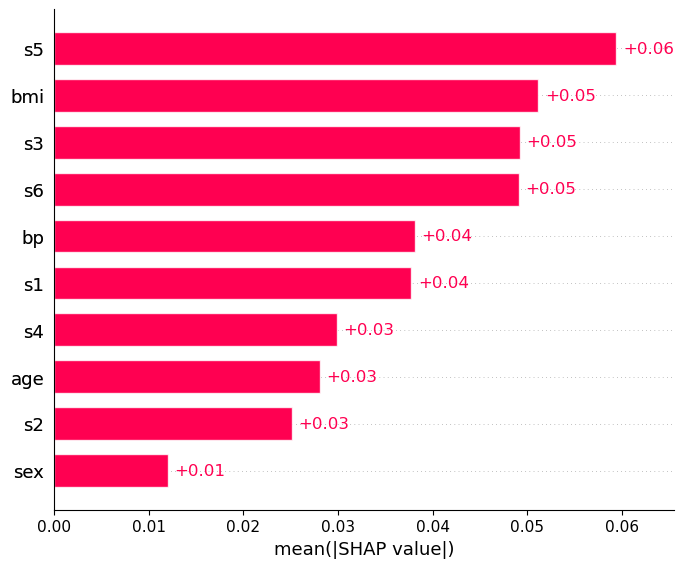 s5 +0.06
bmi +0.05
s3 +0.05
s6 +0.05
bp +0.04
s1 +0.04
s4 +0.03
age +0.03
s2 +0.03
sex +0.01
0.00 0.01 0.02 0.03 0.04 0.05 0.06
mean(|SHAP value|)